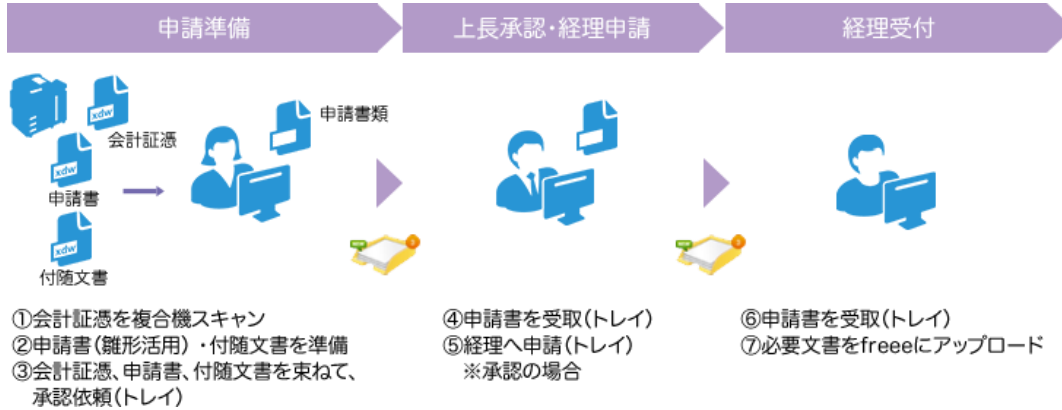 申請準備
上長承認・経理申請
経理受付
xdw
会計証憑
xdw
申請書
xdw
付随文書
申請書類
NEW
3
NEW
3
①会計証憑を複合機スキャン
②申請書(雛形活用)・付随文書を準備
③会計証憑、申請書、付随文書を束ねて、
承認依頼(トレイ)
④申請書を受取(トレイ)
⑤経理へ申請(トレイ)
※承認の場合
⑥申請書を受取(トレイ)
⑦必要文書をfreeeにアップロード